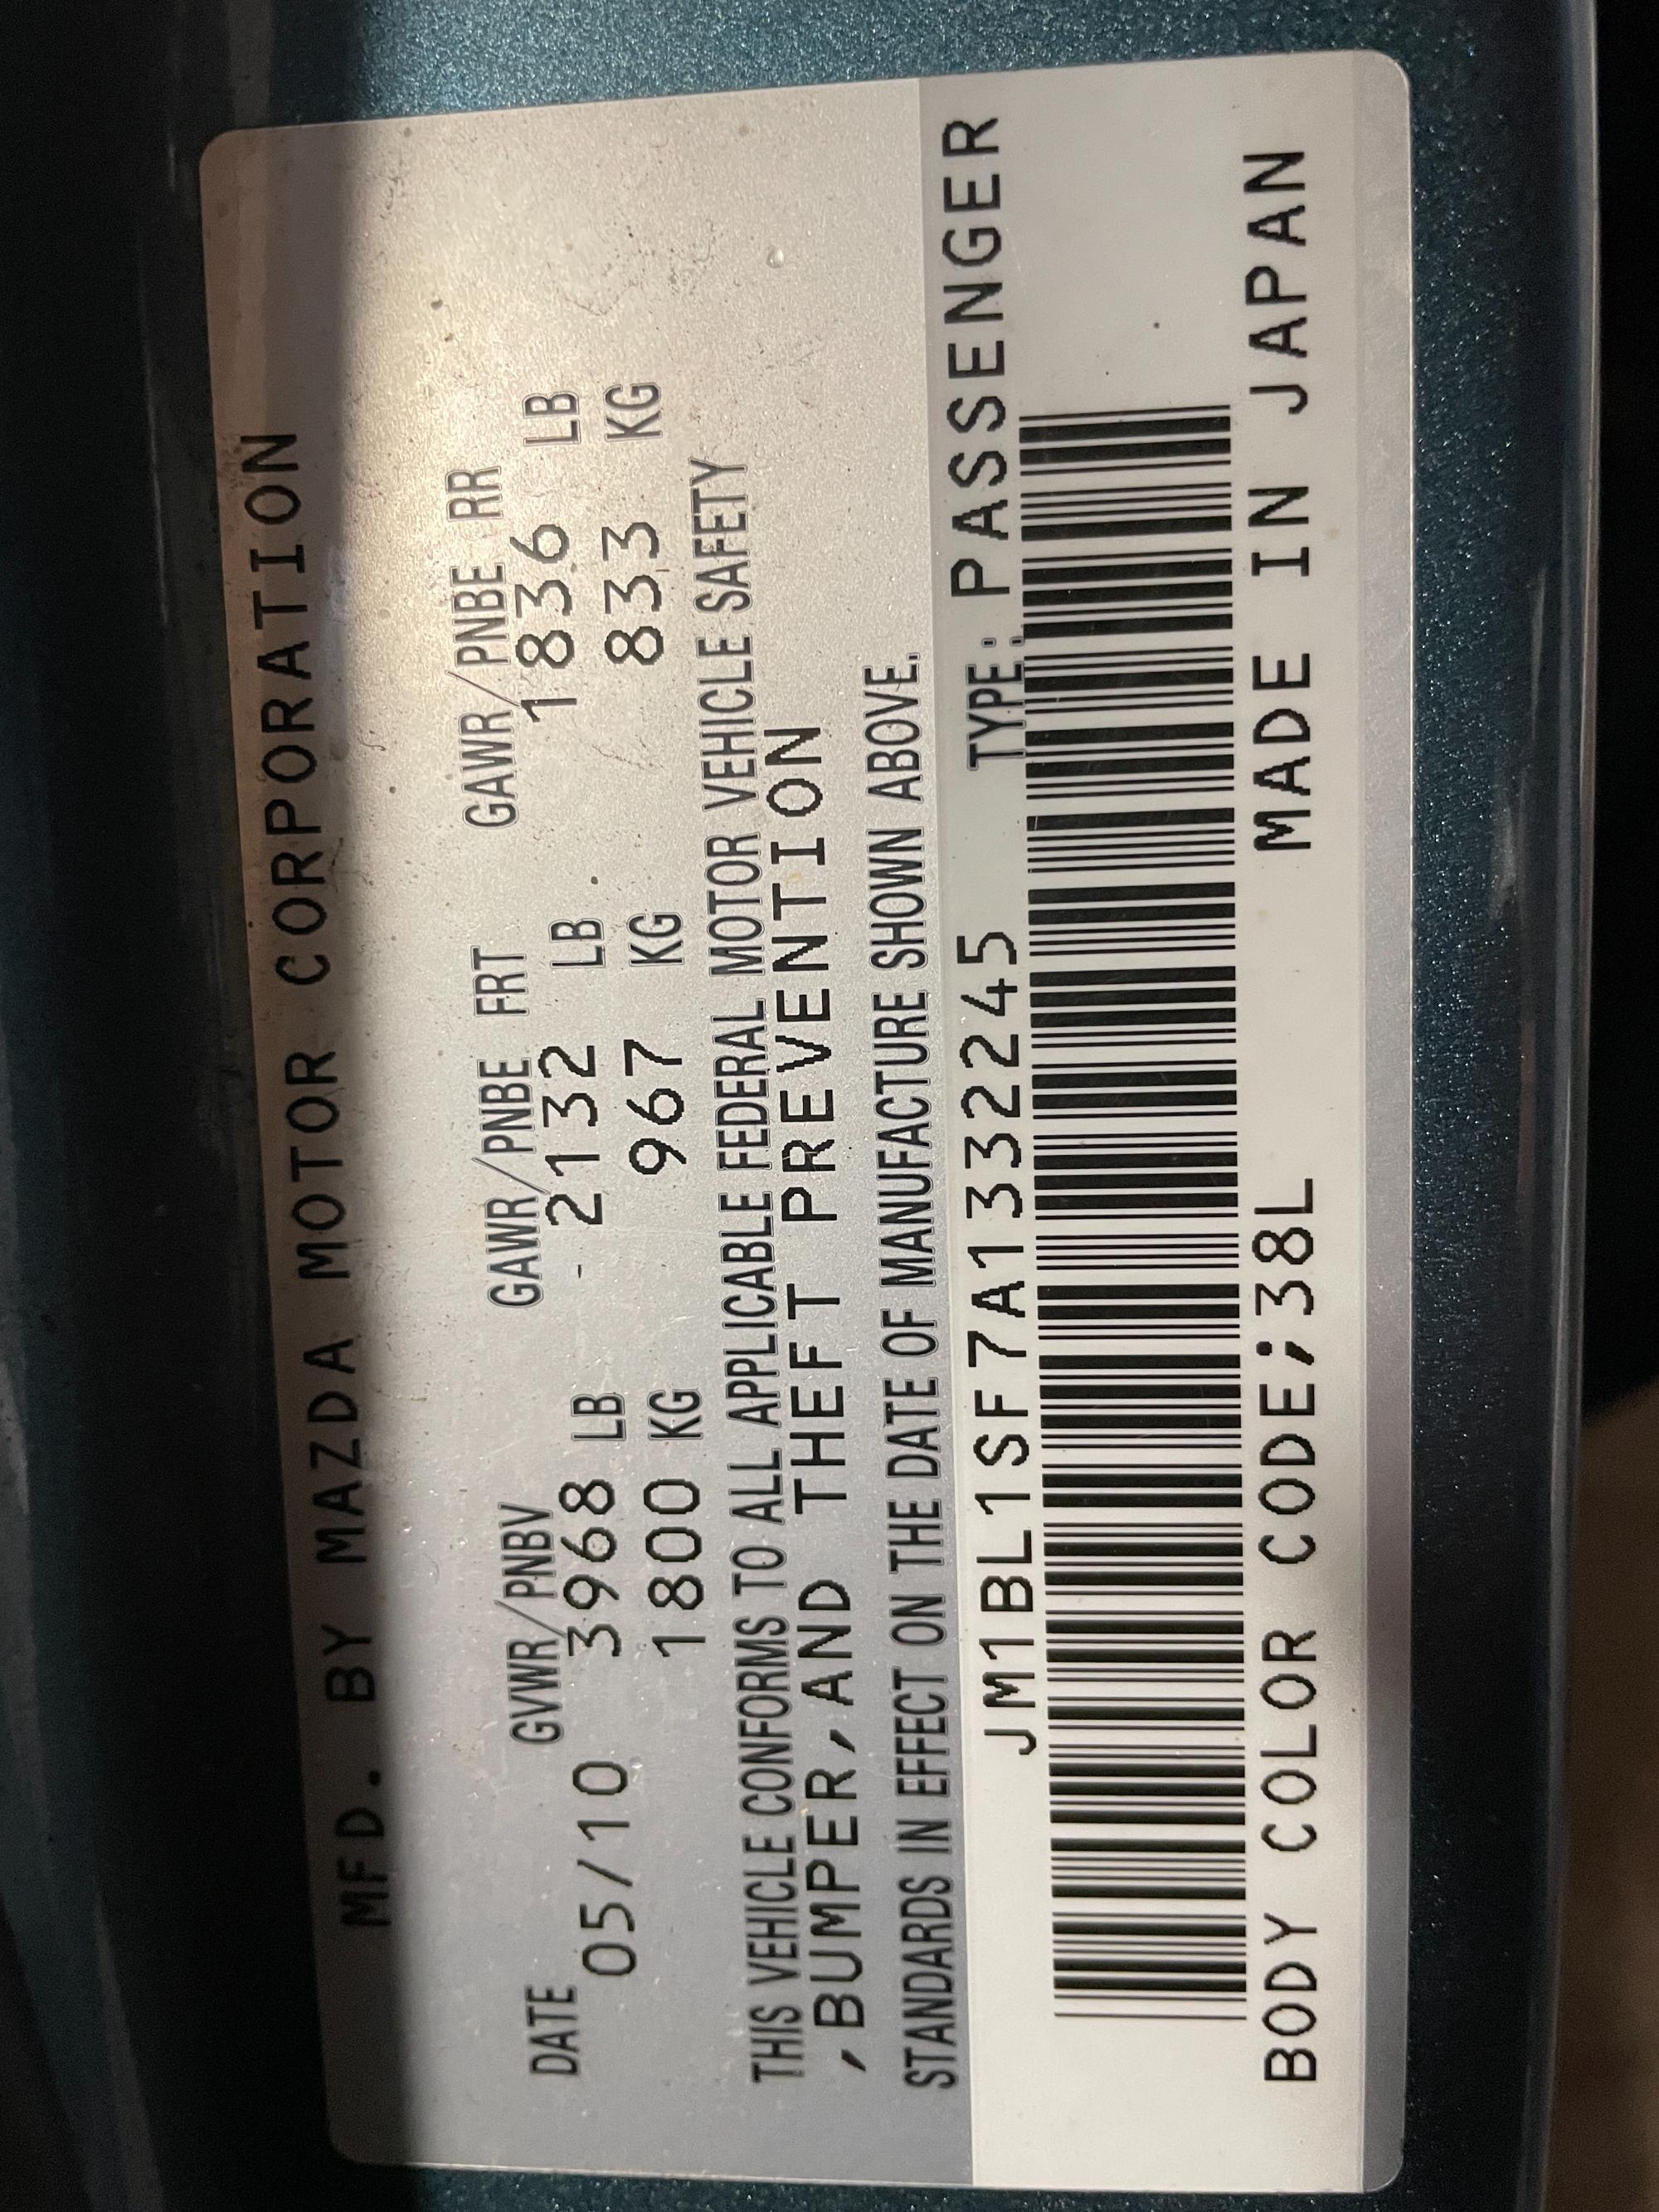 MFD. BY MAZDA MOTOR CORPORATION
DATE GVWR/PNBV GAWR/PNBE FRT GAWR/PNBE RR
05/10 3968 LB 2132 LB 1836 LB
1800 KG 967 KG 833 KG
THIS VEHICLE CONFORMS TO ALL APPLICABLE FEDERAL MOTOR VEHICLE SAFETY
,BUMPER,AND THEFT PREVENTION
STANDARDS IN EFFECT ON THE DATE OF MANUFACTURE SHOWN ABOVE.
JM1BL1SF7A1332245 TYPE: PASSENGER
BODY COLOR CODE;38L MADE IN JAPAN